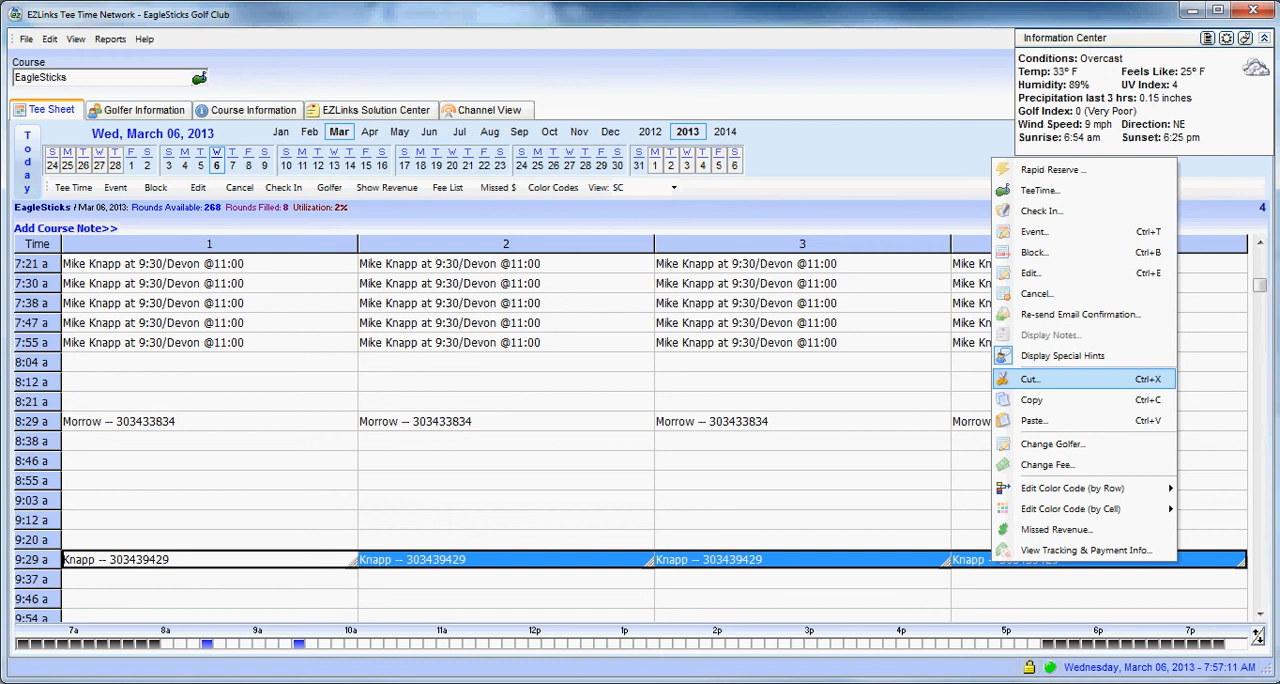 EZLinks Tee Time Network - EagleSticks Golf Club
File Edit View Reports Help
Information Center
Course
EagleSticks
Conditions: Overcast
Temp: 33° F Feels Like: 25° F
Humidity: 89% UV Index: 4
Precipitation last 3 hrs: 0.15 inches
Golf Index: 0 (Very Poor)
Wind Speed: 9 mph Direction: NE
Sunrise: 6:54 am Sunset: 6:25 pm
Tee Sheet Golfer Information Course Information EZLinks Solution Center Channel View
Today
Wed, March 06, 2013 Jan Feb Mar Apr May Jun Jul Aug Sep Oct Nov Dec 2012 2013 2014
S M T W T F S S M T W T F S S M T W T F S S M T W T F S S M T W T F S S M T W T F S
24 25 26 27 28 1 2 3 4 5 6 7 8 9 10 11 12 13 14 15 16 17 18 19 20 21 22 23 24 25 26 27 28 29 30 31 1 2 3 4 5 6
Tee Time Event Block Edit Cancel Check In Golfer Show Revenue Fee List Missed $ Color Codes View: SC
EagleSticks / Mar 06, 2013: Rounds Available: 268 Rounds Filled: 8 Utilization: 2% 4
Add Course Note>>
Time 1 2 3
7:21 a Mike Knapp at 9:30/Devon @11:00 Mike Knapp at 9:30/Devon @11:00 Mike Knapp at 9:30/Devon @11:00 Mike Kn
7:30 a Mike Knapp at 9:30/Devon @11:00 Mike Knapp at 9:30/Devon @11:00 Mike Knapp at 9:30/Devon @11:00 Mike Kn
7:38 a Mike Knapp at 9:30/Devon @11:00 Mike Knapp at 9:30/Devon @11:00 Mike Knapp at 9:30/Devon @11:00 Mike Kn
7:47 a Mike Knapp at 9:30/Devon @11:00 Mike Knapp at 9:30/Devon @11:00 Mike Knapp at 9:30/Devon @11:00 Mike Kn
7:55 a Mike Knapp at 9:30/Devon @11:00 Mike Knapp at 9:30/Devon @11:00 Mike Knapp at 9:30/Devon @11:00 Mike Kn
8:04 a
8:12 a
8:21 a
8:29 a Morrow -- 303433834 Morrow -- 303433834 Morrow -- 303433834 Morrow
8:38 a
8:46 a
8:55 a
9:03 a
9:12 a
9:20 a
9:29 a Knapp -- 303439429 Knapp -- 303439429 Knapp -- 303439429 Knapp -- 303439429
9:37 a
9:46 a
9:54 a
Rapid Reserve ...
TeeTime...
Check In...
Event... Ctrl+T
Block... Ctrl+B
Edit... Ctrl+E
Cancel...
Re-send Email Confirmation...
Display Notes...
Display Special Hints
Cut... Ctrl+X
Copy Ctrl+C
Paste... Ctrl+V
Change Golfer...
Change Fee...
Edit Color Code (by Row)
Edit Color Code (by Cell)
Missed Revenue...
View Tracking & Payment Info...
7a 8a 9a 10a 11a 12p 1p 2p 3p 4p 5p 6p 7p
Wednesday, March 06, 2013 - 7:57:11 AM